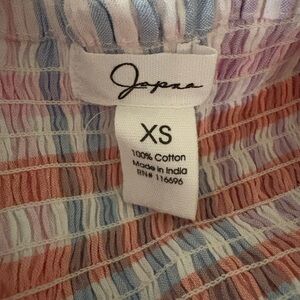 Japna
XS
100% Cotton
Made in India
RN# 116696